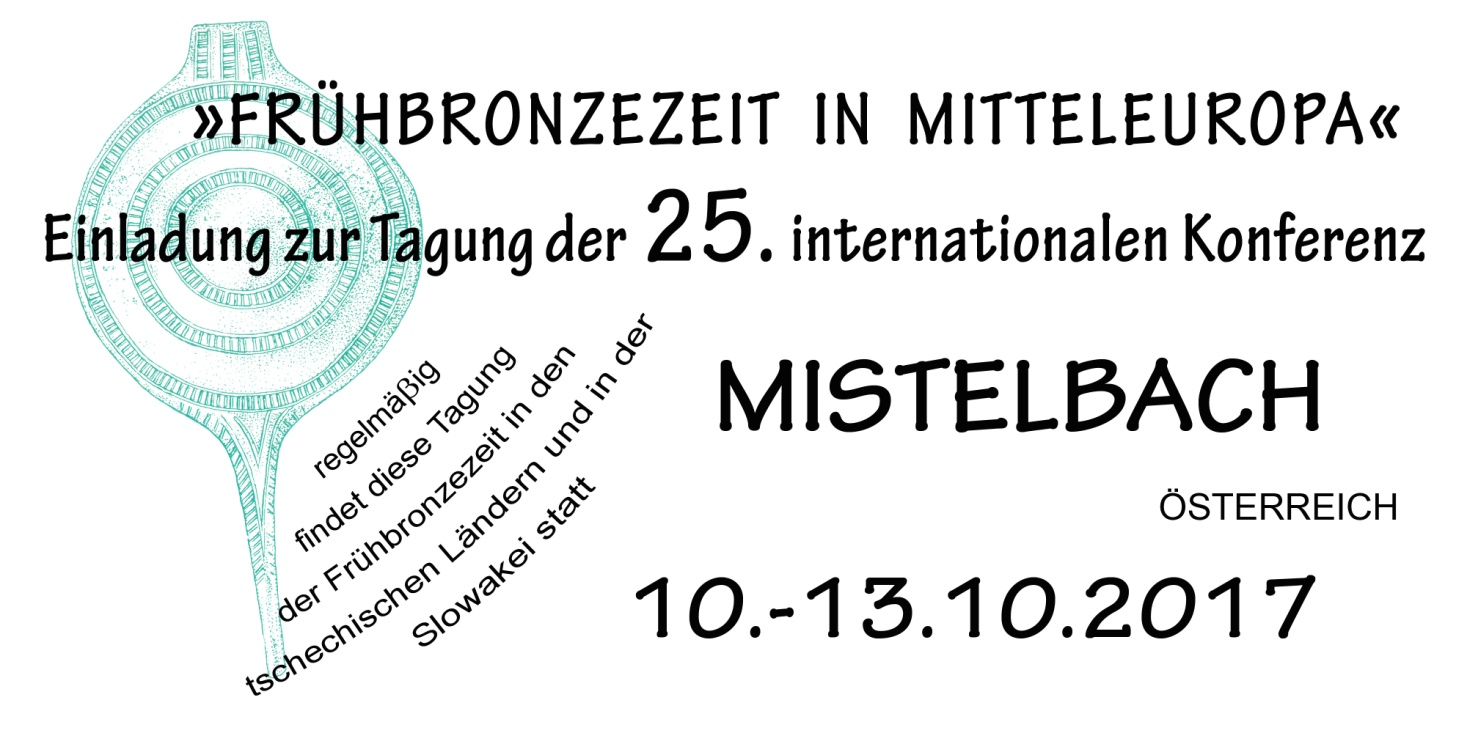 »FRÜHBRONZEZEIT IN MITTELEUROPA«
Einladung zur Tagung der 25. internationalen Konferenz
regelmäßig
findet diese Tagung
der Frühbronzezeit in den
tschechischen Ländern und in der
Slowakei statt
MISTELBACH
ÖSTERREICH
10.-13.10.2017